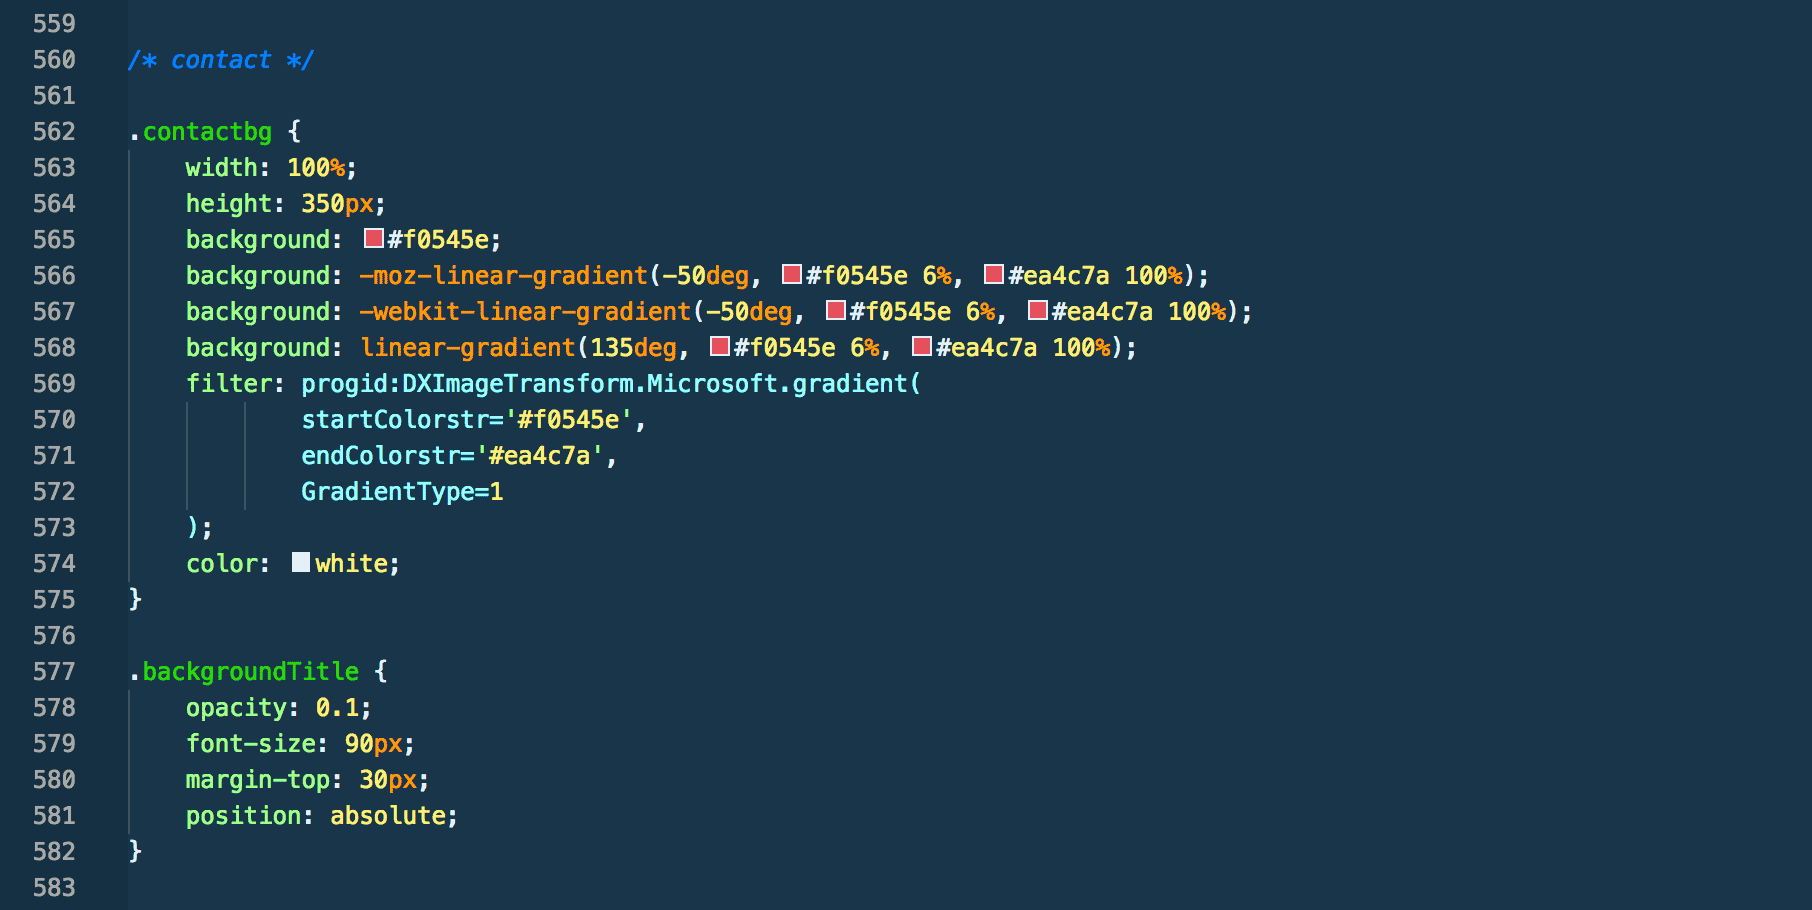 559
560 /* contact */
561
562 .contactbg {
563 width: 100%;
564 height: 350px;
565 background: #f0545e;
566 background: -moz-linear-gradient(-50deg, #f0545e 6%, #ea4c7a 100%);
567 background: -webkit-linear-gradient(-50deg, #f0545e 6%, #ea4c7a 100%);
568 background: linear-gradient(135deg, #f0545e 6%, #ea4c7a 100%);
569 filter: progid:DXImageTransform.Microsoft.gradient(
570 startColorstr='#f0545e',
571 endColorstr='#ea4c7a',
572 GradientType=1
573 );
574 color: white;
575 }
576
577 .backgroundTitle {
578 opacity: 0.1;
579 font-size: 90px;
580 margin-top: 30px;
581 position: absolute;
582 }
583